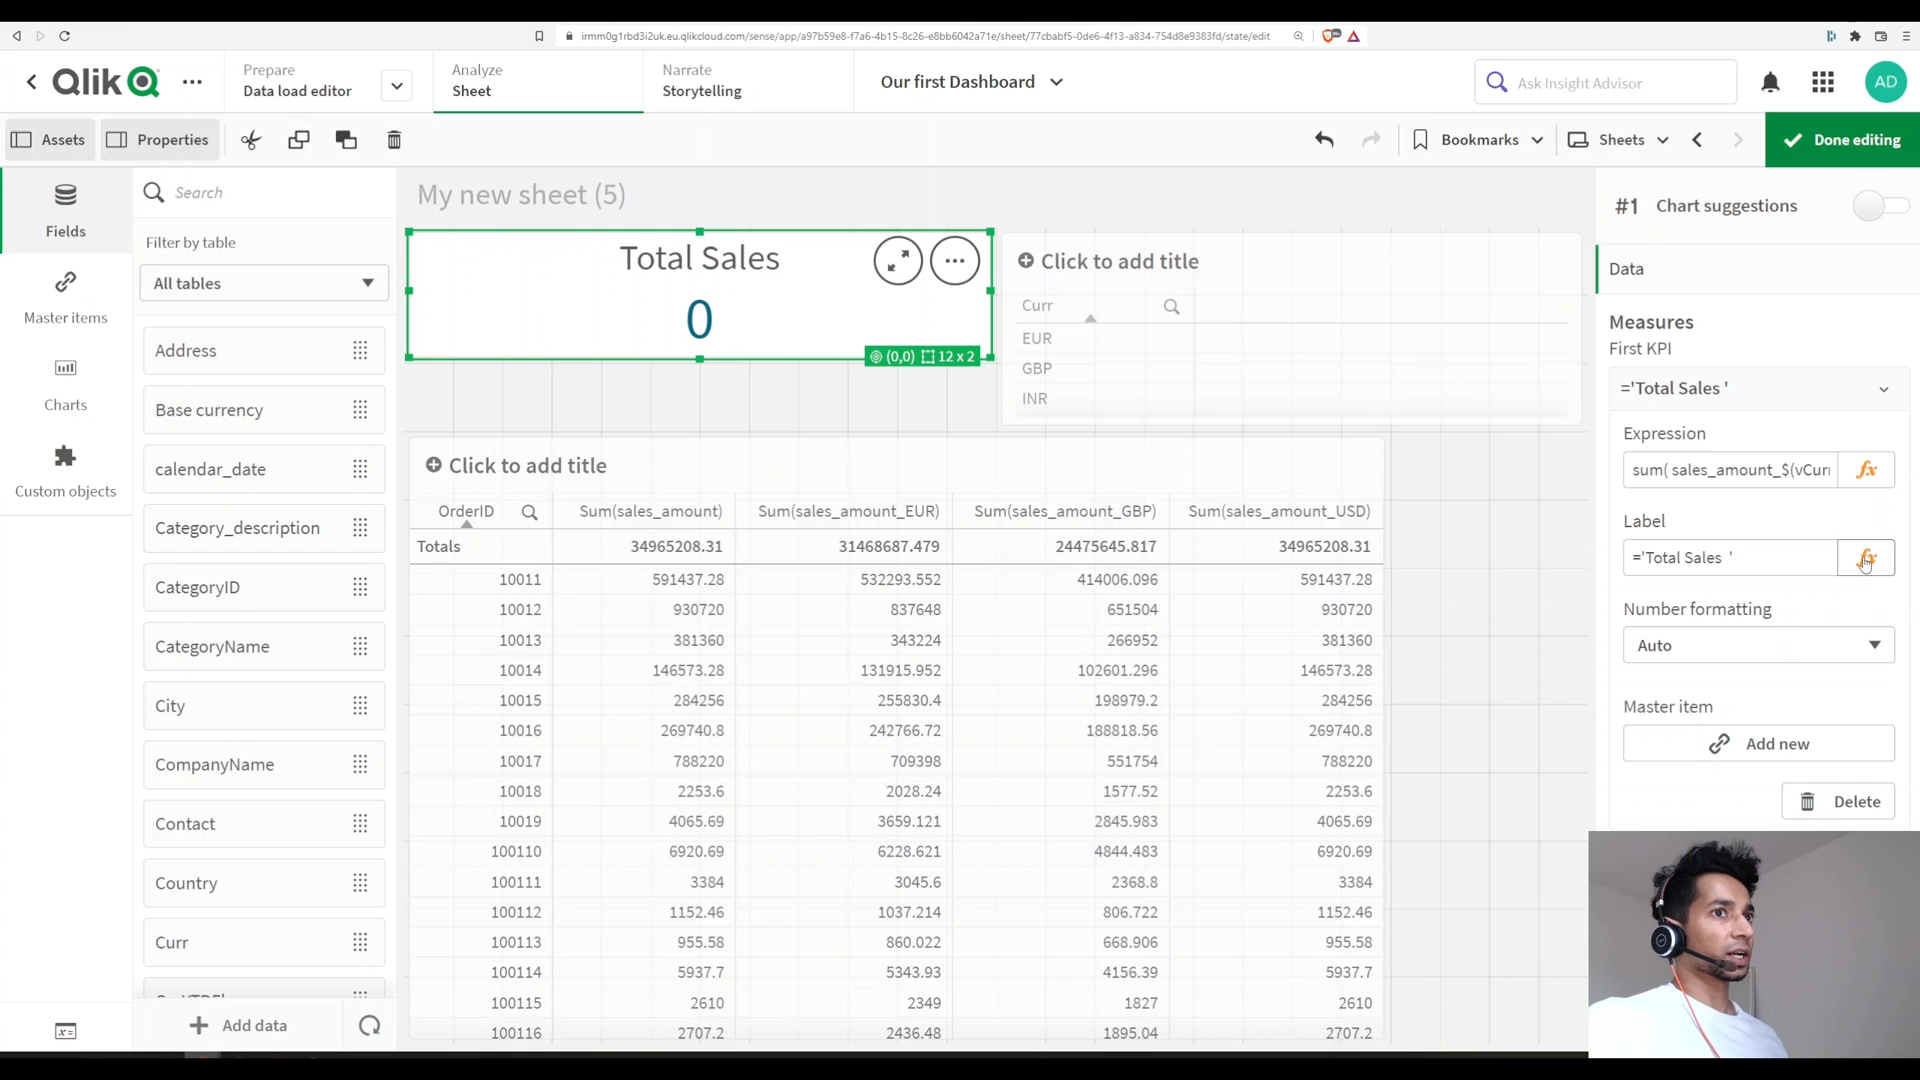 irmm0g1rbd3i2uk.eu.qlikcloud.com/sense/app/a97b59e8-f7a6-4b15-8c26-e8bb6042a71e/sheet/77cbabf5-0de6-4f13-a834-754d8e9383fd/state/edit
Qlik
Prepare
Data load editor
Analyze
Sheet
Narrate
Storytelling
Our first Dashboard
Ask Insight Advisor
AD
Assets
Properties
Bookmarks
Sheets
Done editing
Fields
Master items
Charts
Custom objects
Search
Filter by table
All tables
Address
Base currency
calendar_date
Category_description
CategoryID
CategoryName
City
CompanyName
Contact
Country
Curr
Add data
My new sheet (5)
Total Sales
0
(0,0) 12 x 2
Click to add title
Curr
EUR
GBP
INR
Click to add title
OrderID Sum(sales_amount) Sum(sales_amount_EUR) Sum(sales_amount_GBP) Sum(sales_amount_USD)
Totals 34965208.31 31468687.479 24475645.817 34965208.31
10011 591437.28 532293.552 414006.096 591437.28
10012 930720 837648 651504 930720
10013 381360 343224 266952 381360
10014 146573.28 131915.952 102601.296 146573.28
10015 284256 255830.4 198979.2 284256
10016 269740.8 242766.72 188818.56 269740.8
10017 788220 709398 551754 788220
10018 2253.6 2028.24 1577.52 2253.6
10019 4065.69 3659.121 2845.983 4065.69
100110 6920.69 6228.621 4844.483 6920.69
100111 3384 3045.6 2368.8 3384
100112 1152.46 1037.214 806.722 1152.46
100113 955.58 860.022 668.906 955.58
100114 5937.7 5343.93 4156.39 5937.7
100115 2610 2349 1827 2610
100116 2707.2 2436.48 1895.04 2707.2
#1 Chart suggestions
Data
Measures
First KPI
='Total Sales '
Expression
sum( sales_amount_$(vCurr
fx
Label
='Total Sales '
fx
Number formatting
Auto
Master item
Add new
Delete